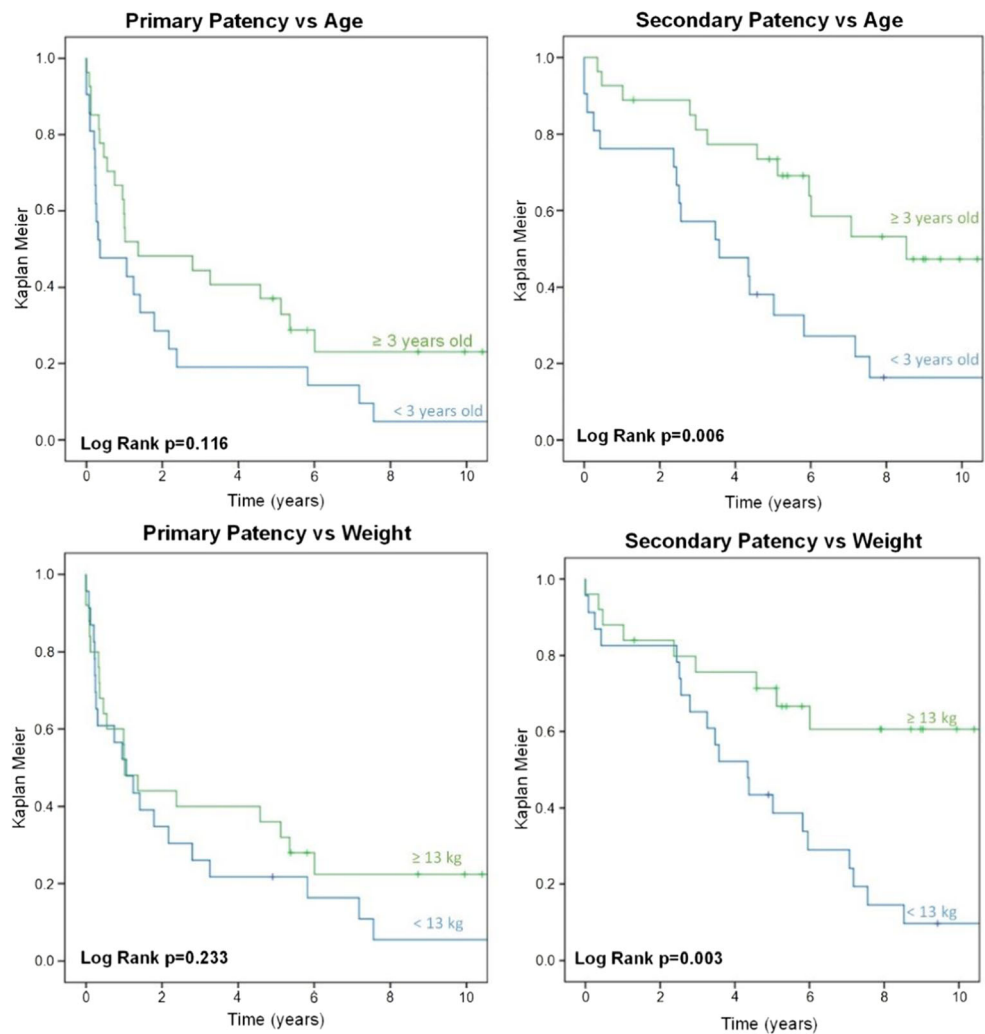 Primary Patency vs Age
Kaplan Meier
1.0
0.8
0.6
0.4
0.2
0.0
≥ 3 years old
< 3 years old
Log Rank p=0.116
0 2 4 6 8 10
Time (years)
Secondary Patency vs Age
Kaplan Meier
1.0
0.8
0.6
0.4
0.2
0.0
≥ 3 years old
< 3 years old
Log Rank p=0.006
0 2 4 6 8 10
Time (years)
Primary Patency vs Weight
Kaplan Meier
1.0
0.8
0.6
0.4
0.2
0.0
≥ 13 kg
< 13 kg
Log Rank p=0.233
0 2 4 6 8 10
Time (years)
Secondary Patency vs Weight
Kaplan Meier
1.0
0.8
0.6
0.4
0.2
0.0
≥ 13 kg
< 13 kg
Log Rank p=0.003
0 2 4 6 8 10
Time (years)